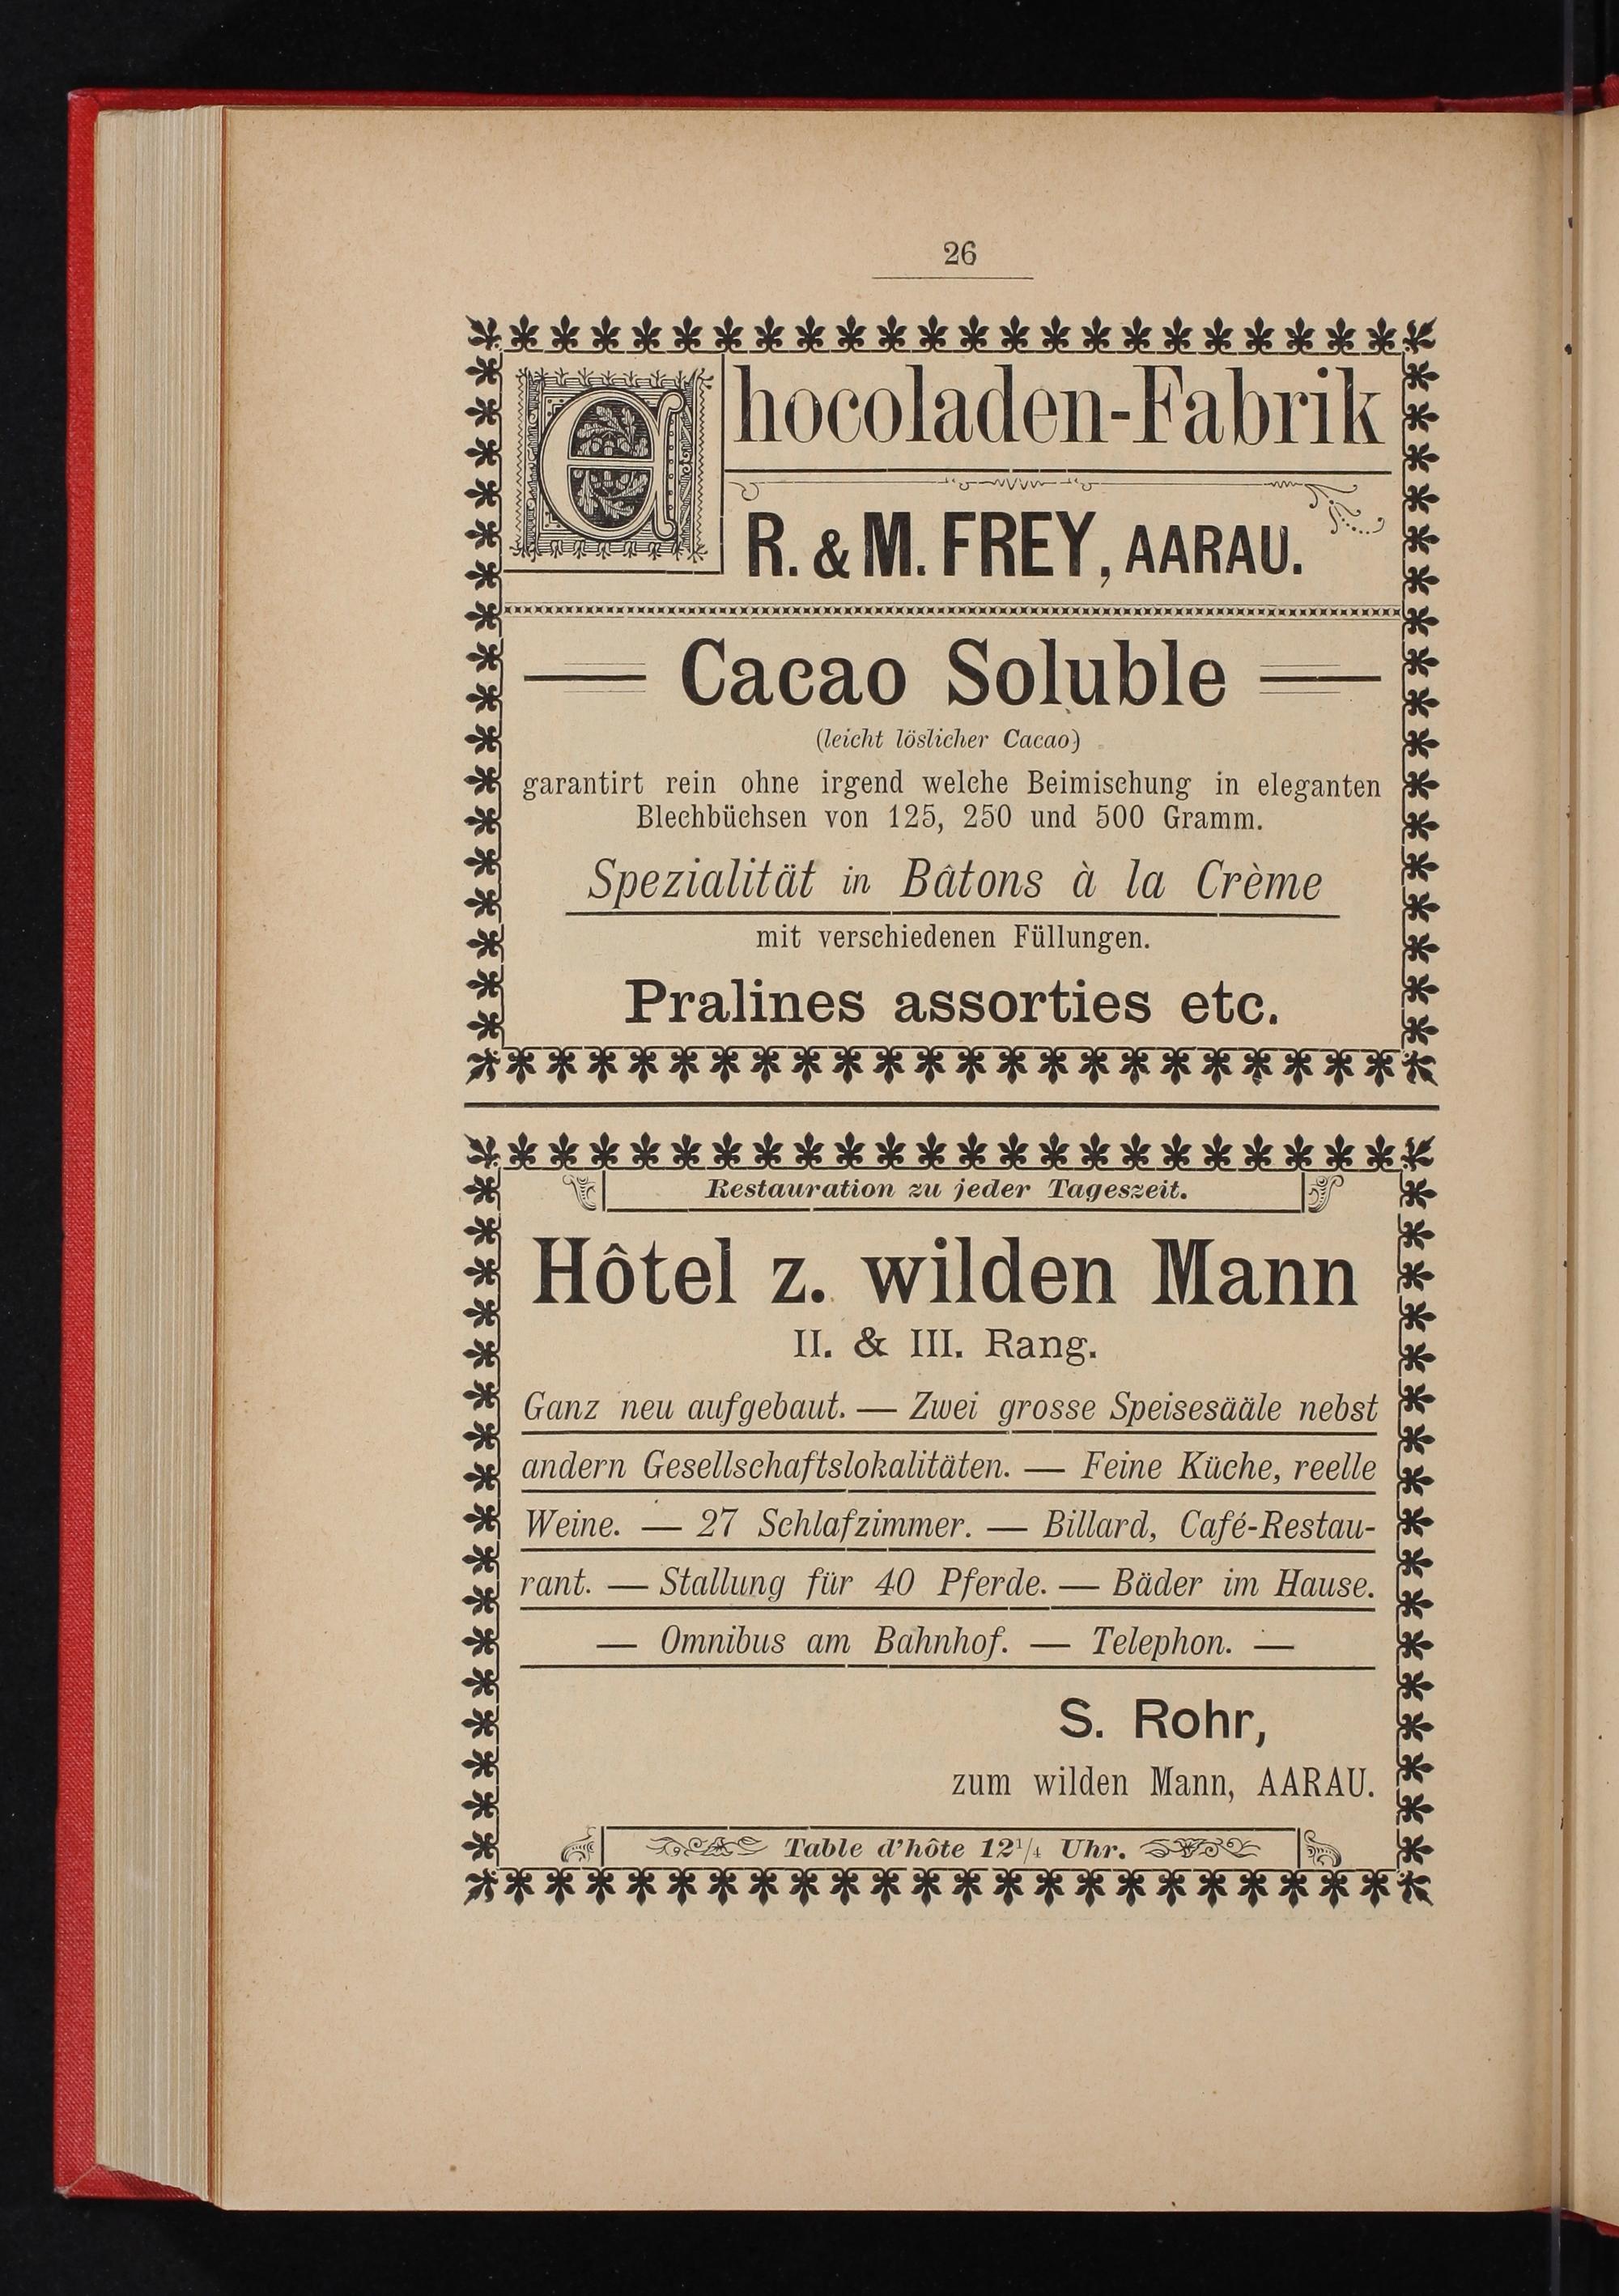 26
Chocoladen-Fabrik
R. & M. FREY, AARAU.
Cacao Soluble
(leicht löslicher Cacao)
garantirt rein ohne irgend welche Beimischung in eleganten
Blechbüchsen von 125, 250 und 500 Gramm.
Spezialität in Bâtons à la Crème
mit verschiedenen Füllungen.
Pralines assorties etc.
Restauration zu jeder Tageszeit.
Hôtel z. wilden Mann
II. & III. Rang.
Ganz neu aufgebaut. — Zwei grosse Speisesääle nebst
andern Gesellschaftslokalitäten. — Feine Küche, reelle
Weine. — 27 Schlafzimmer. — Billard, Café-Restau-
rant. — Stallung für 40 Pferde. — Bäder im Hause.
— Omnibus am Bahnhof. — Telephon. —
S. Rohr,
zum wilden Mann, AARAU.
Table d'hôte 12¹/₄ Uhr.